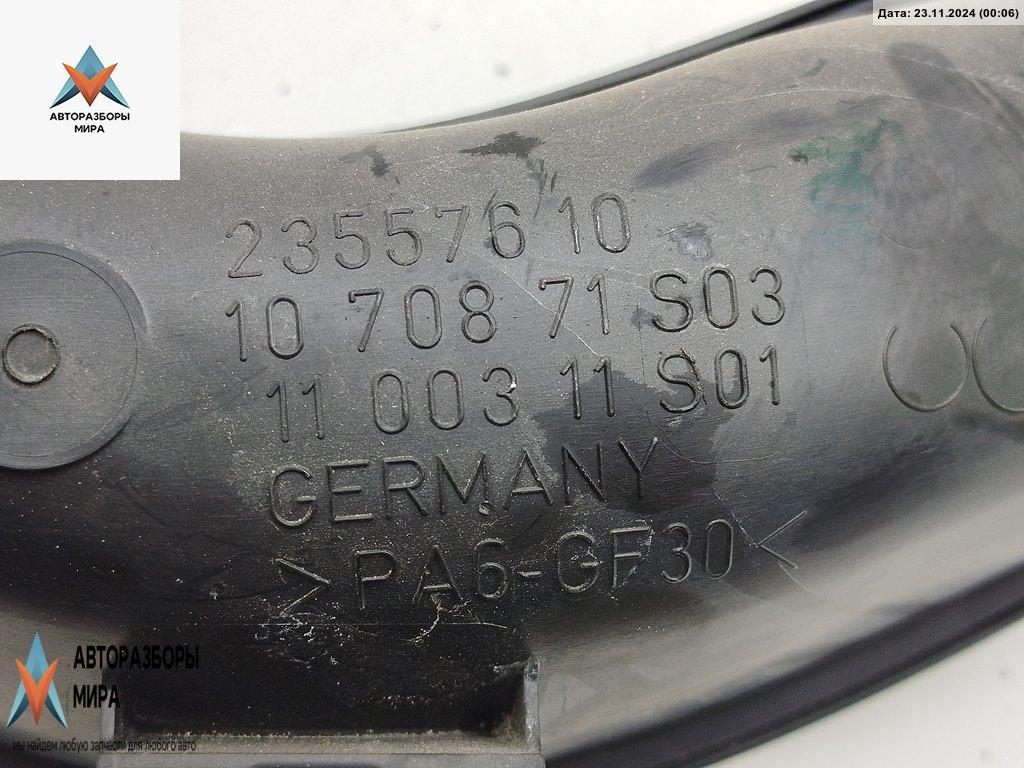 Дата: 23.11.2024 (00:06)
АВТОРАЗБОРЫ
МИРА
23557610
10 708 71 S03
11 003 11 S01
GERMANY
>PA6-GF30<
АВТОРАЗБОРЫ
МИРА
мы найдем любую запчасти для любого авто